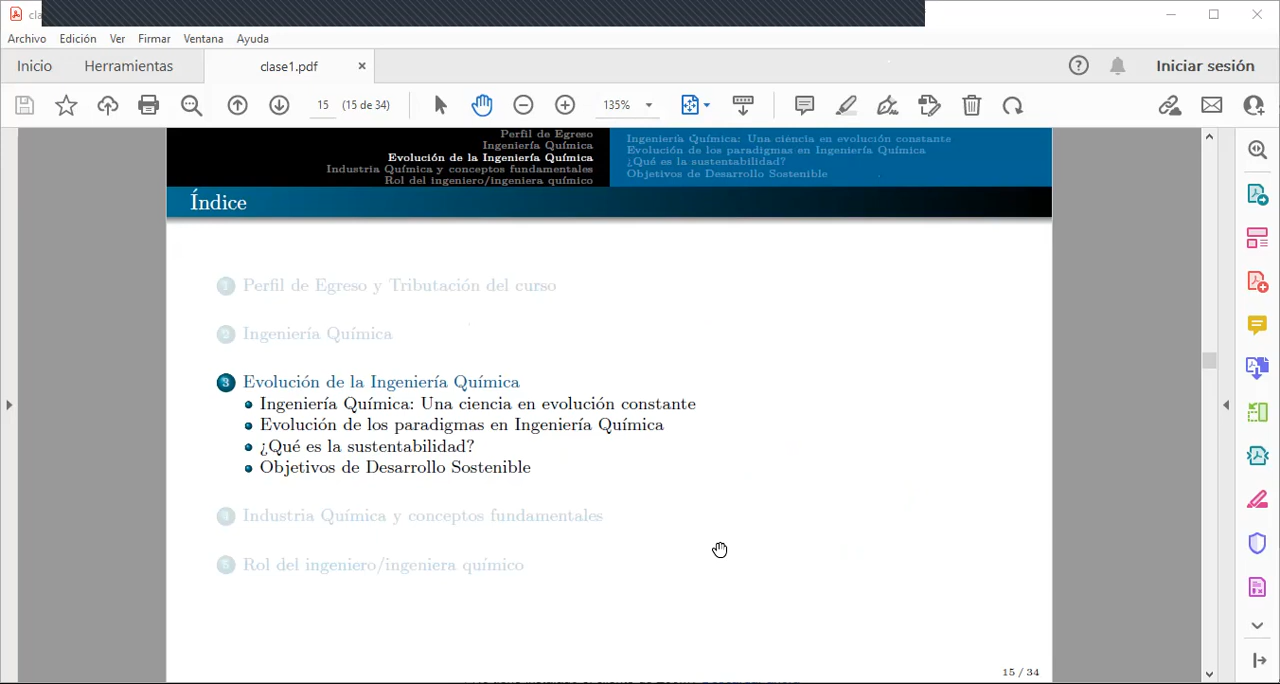 Archivo Edición Ver Firmar Ventana Ayuda
Inicio Herramientas clase1.pdf × Iniciar sesión
15 (15 de 34) 135%
Perfil de Egreso
Ingeniería Química
Evolución de la Ingeniería Química
Industria Química y conceptos fundamentales
Rol del ingeniero/ingeniera químico
Ingeniería Química: Una ciencia en evolución constante
Evolución de los paradigmas en Ingeniería Química
¿Qué es la sustentabilidad?
Objetivos de Desarrollo Sostenible
Índice
1 Perfil de Egreso y Tributación del curso
2 Ingeniería Química
3 Evolución de la Ingeniería Química
Ingeniería Química: Una ciencia en evolución constante
Evolución de los paradigmas en Ingeniería Química
¿Qué es la sustentabilidad?
Objetivos de Desarrollo Sostenible
4 Industria Química y conceptos fundamentales
5 Rol del ingeniero/ingeniera químico
15 / 34